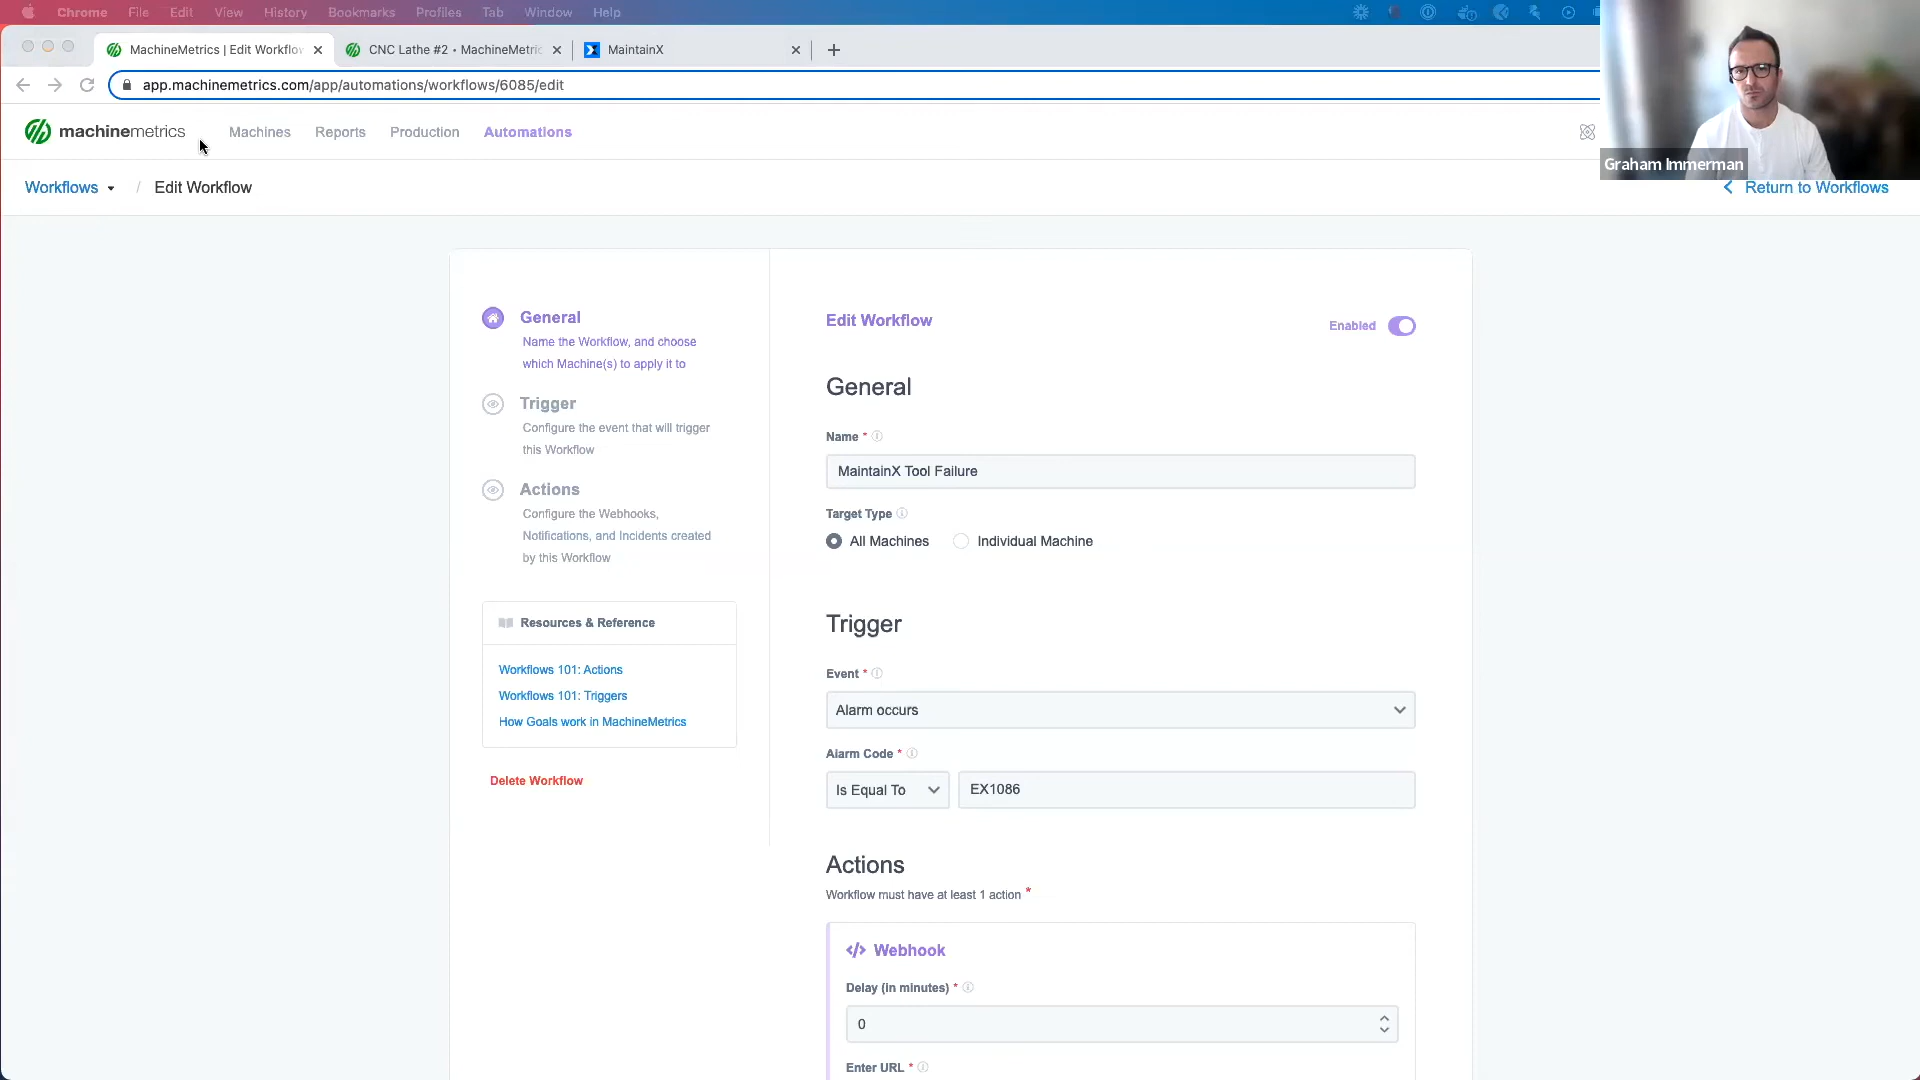 Chrome File Edit View History Bookmarks Profiles Tab Window Help
MachineMetrics | Edit Workflow
CNC Lathe #2 • MachineMetric
MaintainX
app.machinemetrics.com/app/automations/workflows/6085/edit
machinemetrics
Machines Reports Production Automations
Graham Immerman
Workflows / Edit Workflow
Return to Workflows
General
Name the Workflow, and choose
which Machine(s) to apply it to
Trigger
Configure the event that will trigger
this Workflow
Actions
Configure the Webhooks,
Notifications, and Incidents created
by this Workflow
Resources & Reference
Workflows 101: Actions
Workflows 101: Triggers
How Goals work in MachineMetrics
Delete Workflow
Edit Workflow
Enabled
General
Name *
MaintainX Tool Failure
Target Type
All Machines Individual Machine
Trigger
Event *
Alarm occurs
Alarm Code *
Is Equal To EX1086
Actions
Workflow must have at least 1 action *
</> Webhook
Delay (in minutes) *
0
Enter URL *